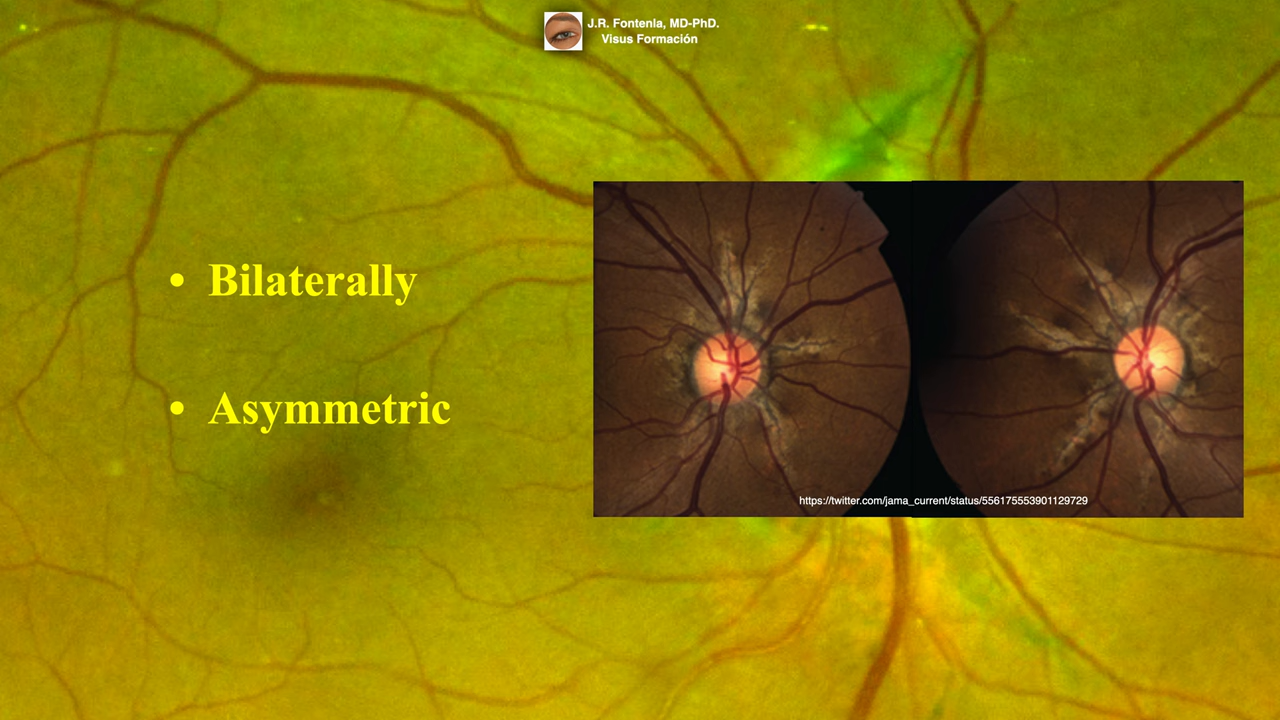 J.R. Fontenla, MD-PhD.
Visus Formación
• Bilaterally
• Asymmetric
https://twitter.com/jama_current/status/556175553901129729